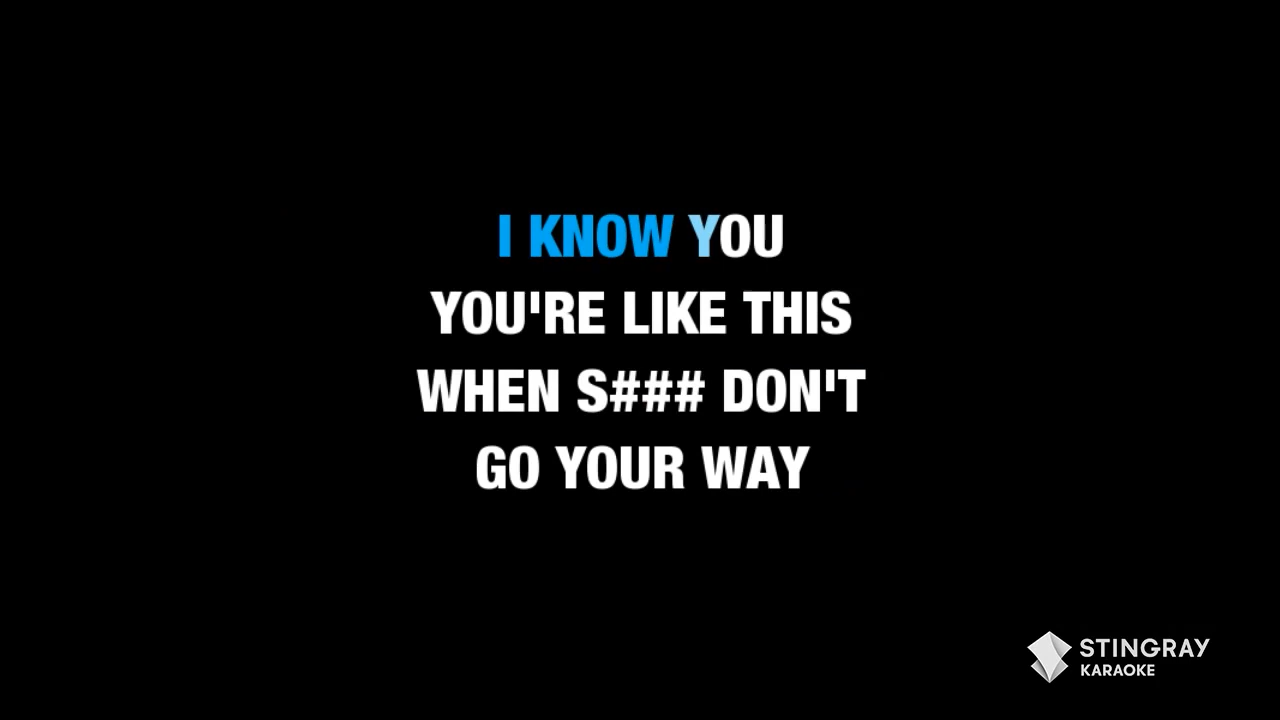 I KNOW YOU
YOU'RE LIKE THIS
WHEN S### DON'T
GO YOUR WAY
STINGRAY
KARAOKE